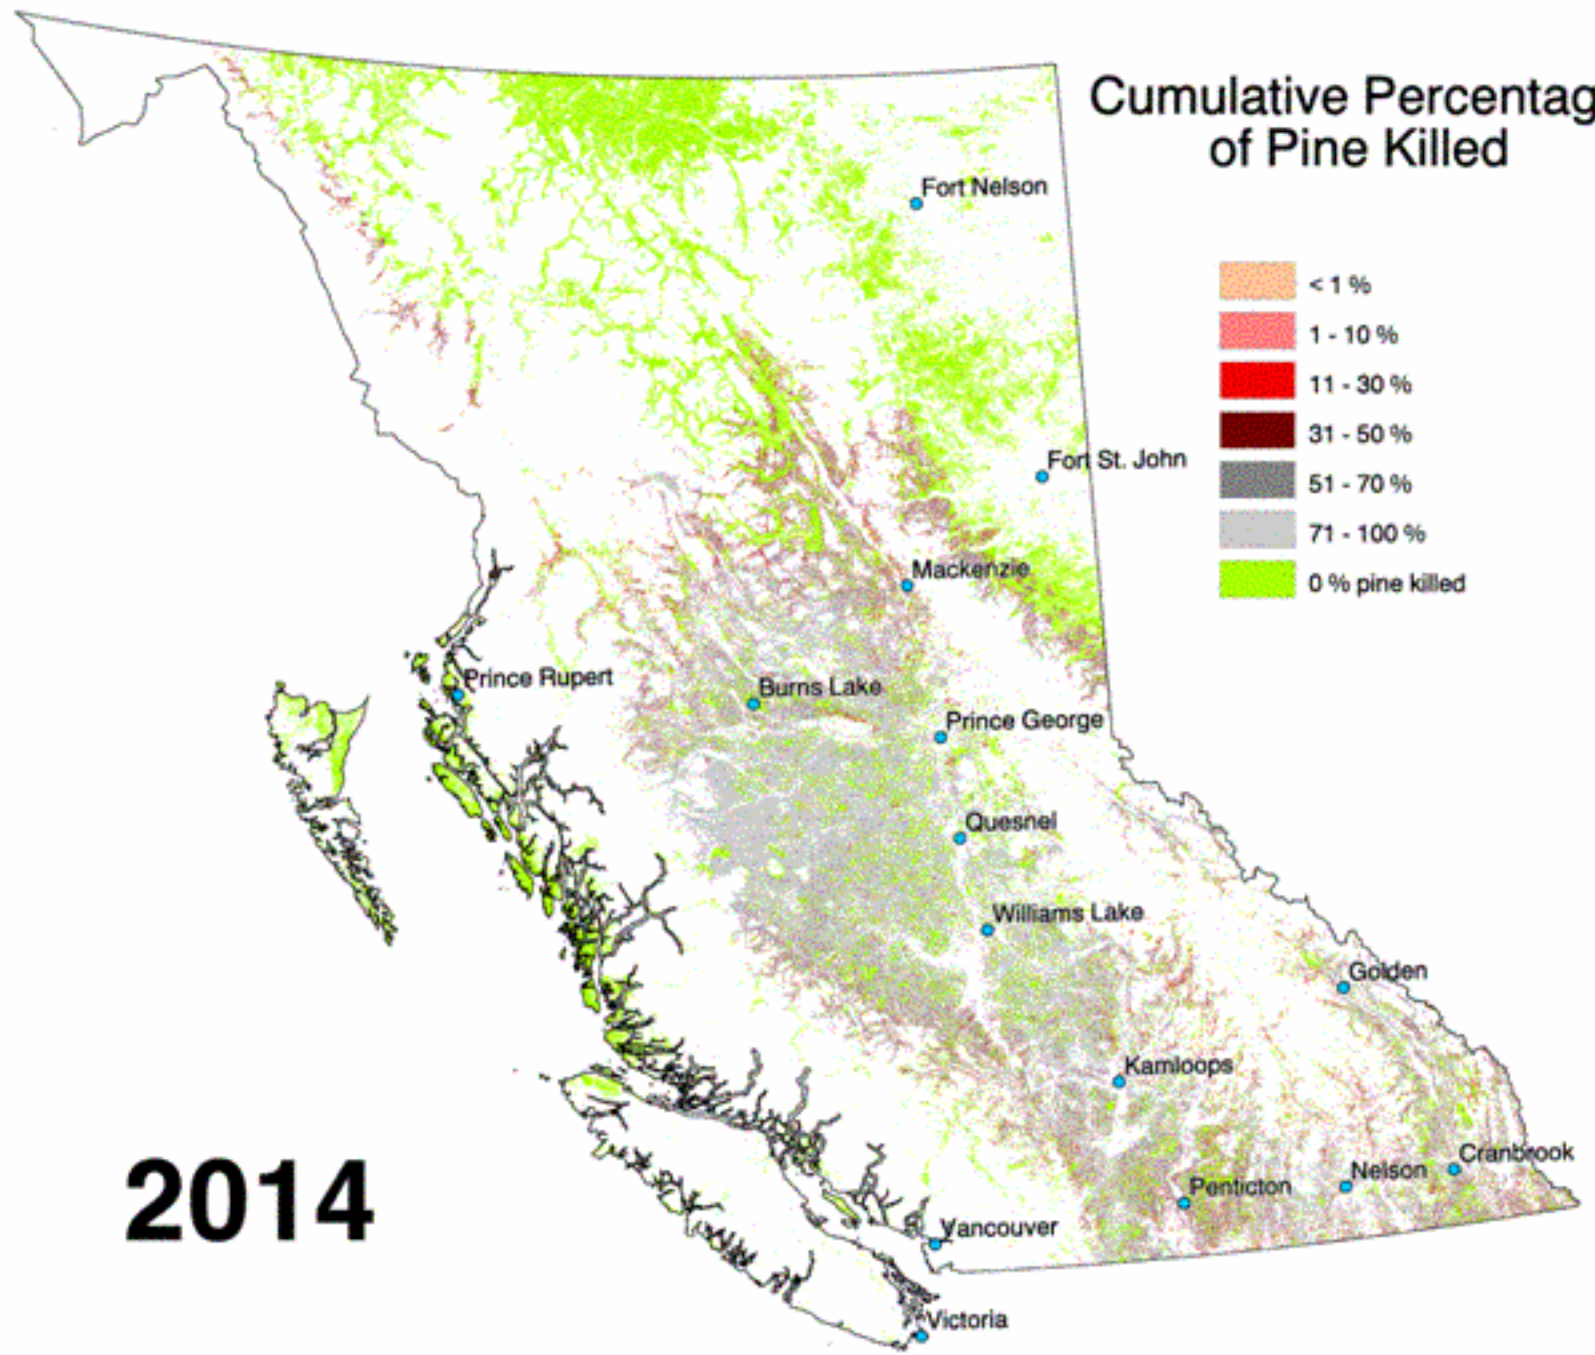 Cumulative Percentag
of Pine Killed
Fort Nelson
< 1 %
1 - 10 %
11 - 30 %
31 - 50 %
Fort St. John
51 - 70 %
71 - 100 %
Mackenzie
0 % pine killed
Prince Rupert
Burns Lake
Prince George
Quesnel
Williams Lake
Golden
Kamloops
Cranbrook
Nelson
Penticton
2014
Vancouver
Victoria